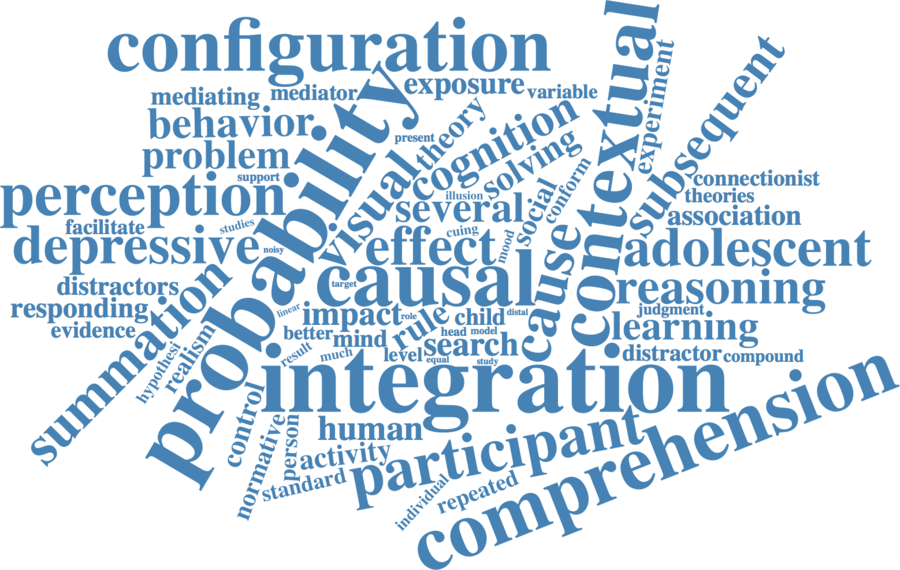 configuration
contextual
mediating
mediator
exposure
variable
experiment
subsequent
behavior
probability
present
theory
cognition
problem
support
visual
solving
conform
connectionist
theories
perception
illusion
several
social
association
facilitate
studies
cuing
depressive
noisy
effect
mood
cause
adolescent
distractors
target
causal
reasoning
responding
summation
linear
impact
role
rule
child
distal
judgment
learning
evidence
realism
better
mind
head
model
hypothesi
result
much
level
search
equal
study
distractor
compound
integration
control
normative
person
human
participant
comprehension
activity
standard
individual
repeated